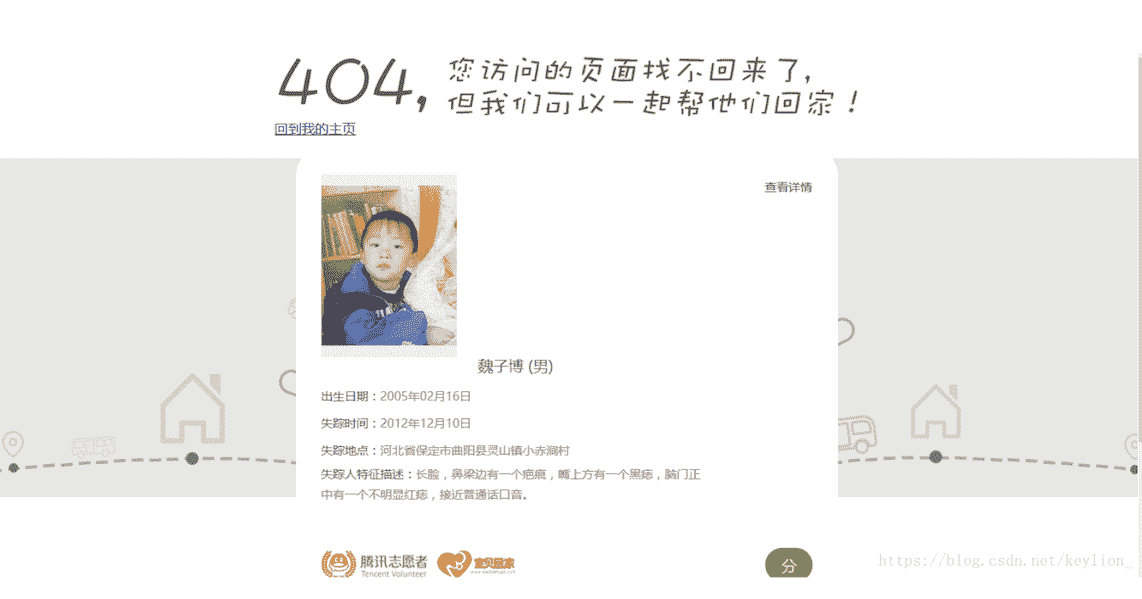 404,
您访问的页面找不回来了,
但我们可以一起帮他们回家！
回到我的主页
查看详情
魏子博 (男)
出生日期：2005年02月16日
失踪时间：2012年12月10日
失踪地点：河北省保定市曲阳县灵山镇小赤涧村
失踪人特征描述：长脸，鼻梁边有一个疤痕，嘴上方有一个黑痣，脑门正
中有一个不明显红痣，接近普通话口音。
腾讯志愿者
Tencent Volunteer
宝贝回家
分
https://blog.csdn.net/keylion_